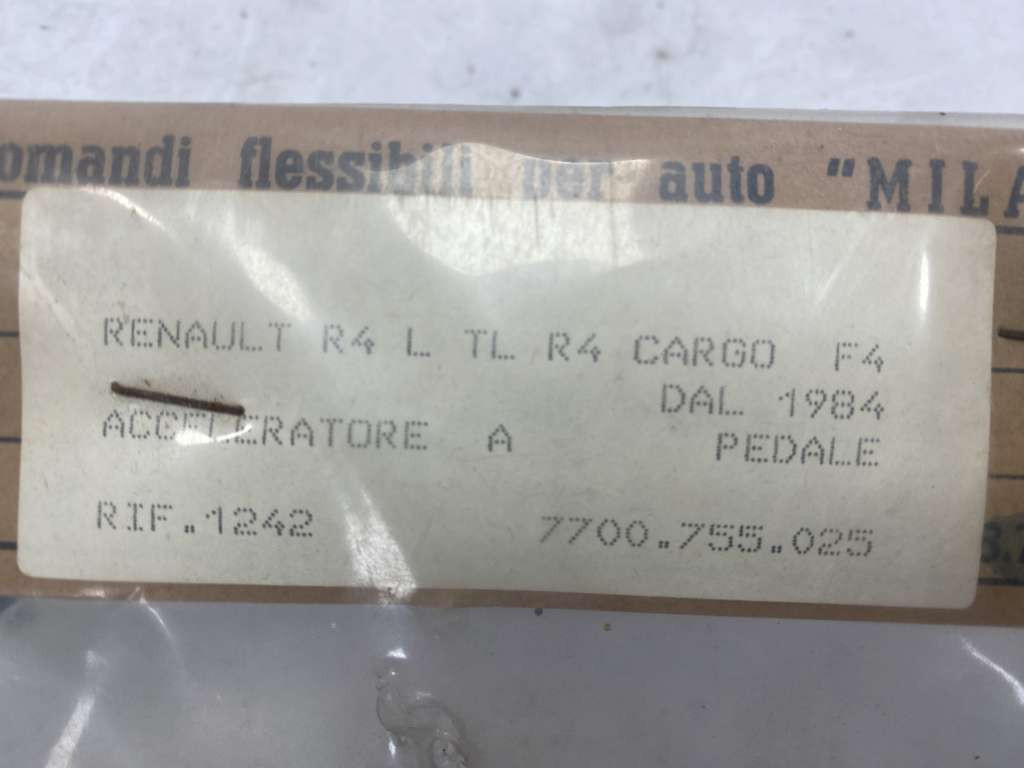 omandi flessibili per auto "MILA
RENAULT R4 L TL R4 CARGO F4
DAL 1984
ACCELERATORE A PEDALE
RIF.1242 7700.755.025